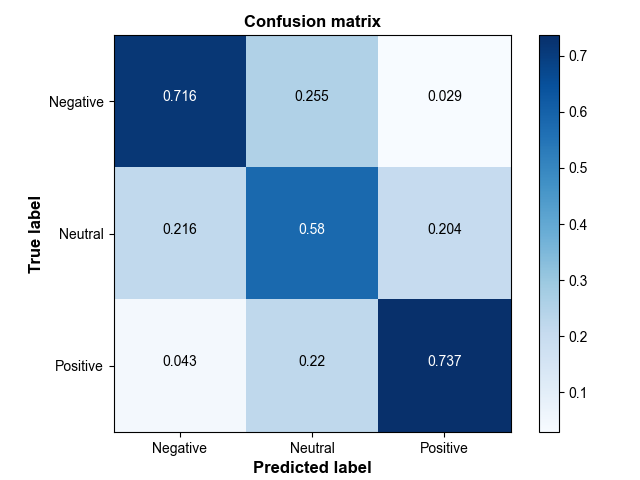 Confusion matrix
Negative 0.716 0.255 0.029
Neutral 0.216 0.58 0.204
Positive 0.043 0.22 0.737
Negative Neutral Positive
Predicted label
True label
0.7
0.6
0.5
0.4
0.3
0.2
0.1